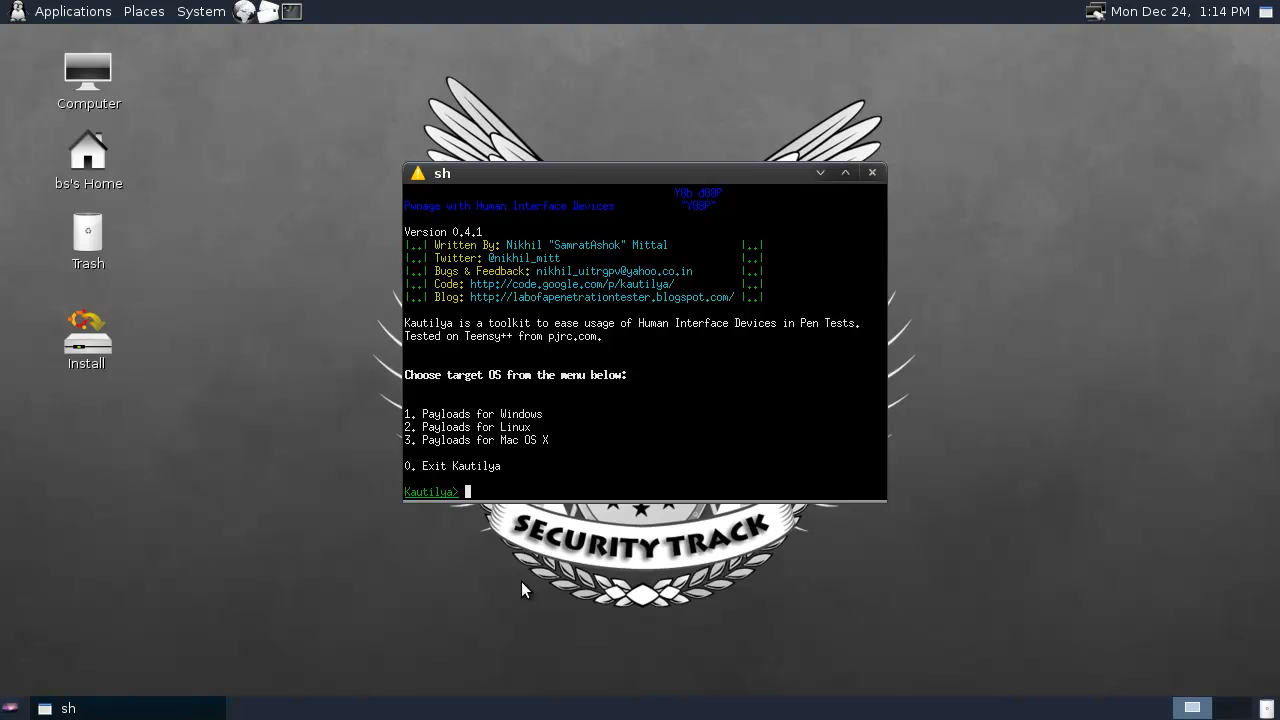 Applications Places System
Mon Dec 24, 1:14 PM
Computer
bs's Home
Trash
Install
sh
Y8b d88P
Pwnage with Human Interface Devices "Y88P"
Version 0.4.1
|..| Written By: Nikhil "SamratAshok" Mittal |..|
|..| Twitter: @nikhil_mitt |..|
|..| Bugs & Feedback: nikhil_uitrgpv@yahoo.co.in |..|
|..| Code: http://code.google.com/p/kautilya/ |..|
|..| Blog: http://labofapenetrationtester.blogspot.com/ |..|
Kautilya is a toolkit to ease usage of Human Interface Devices in Pen Tests.
Tested on Teensy++ from pjrc.com.
Choose target OS from the menu below:
1. Payloads for Windows
2. Payloads for Linux
3. Payloads for Mac OS X
0. Exit Kautilya
Kautilya>
SECURITY TRACK
sh